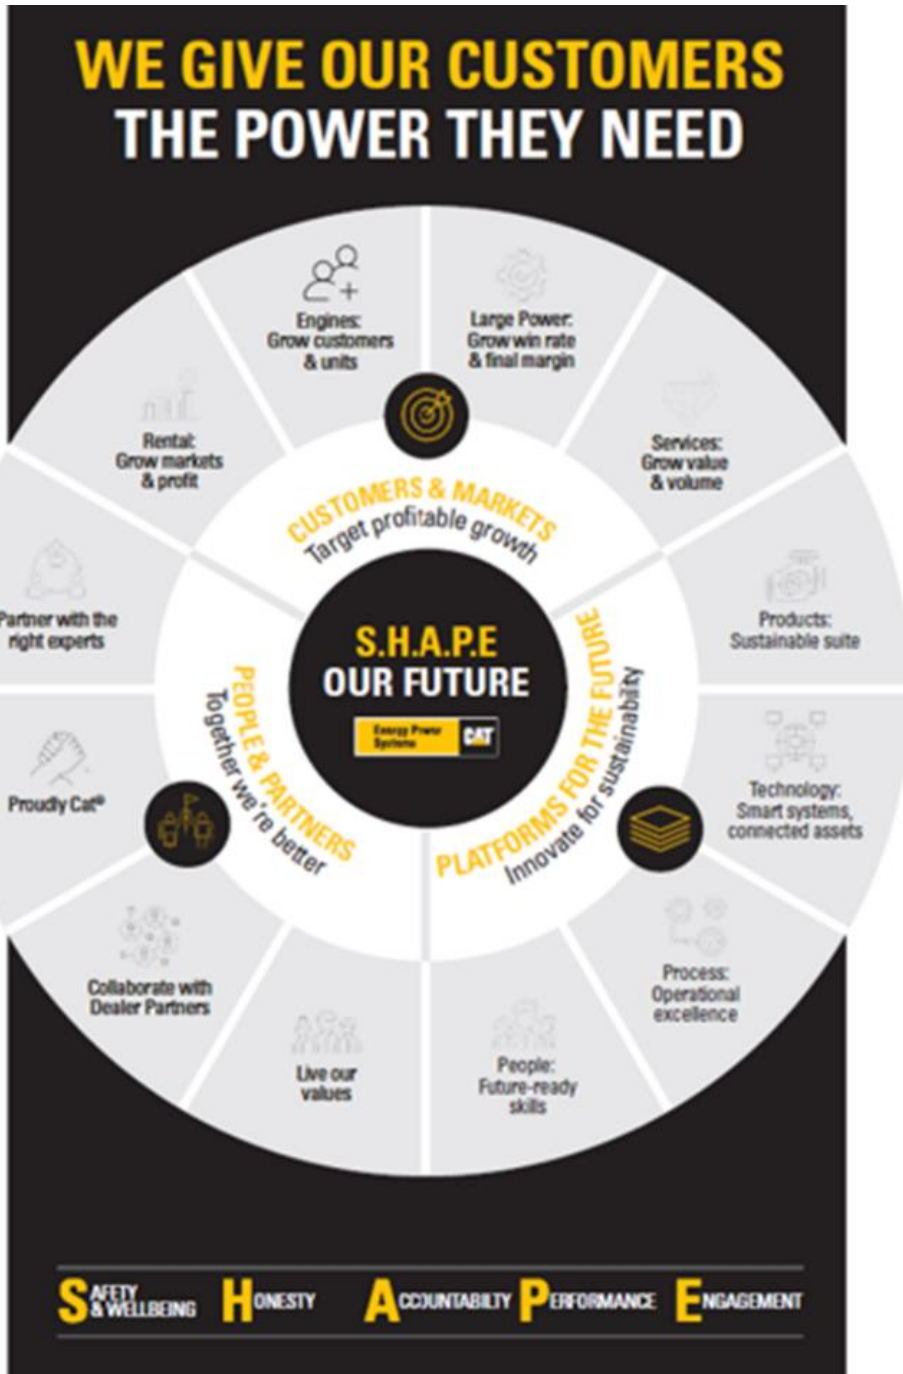 WE GIVE OUR CUSTOMERS
THE POWER THEY NEED
Engines:
Grow customers
& units
Large Power:
Grow win rate
& final margin
Rental:
Grow markets
& profit
Services:
Grow value
& volume
CUSTOMERS & MARKETS
Target profitable growth
Partner with the
right experts
Products:
Sustainable suite
S.H.A.P.E
OUR FUTURE
Energy Power
Systems
CAT
PEOPLE & PARTNERS
Together we're better
PLATFORMS FOR THE FUTURE
Innovate for sustainability
Proudly Cat®
Technology:
Smart systems,
connected assets
Collaborate with
Dealer Partners
Process:
Operational
excellence
Live our
values
People:
Future-ready
skills
SAFETY
& WELLBEING
HONESTY
ACCOUNTABILTY
PERFORMANCE
ENGAGEMENT